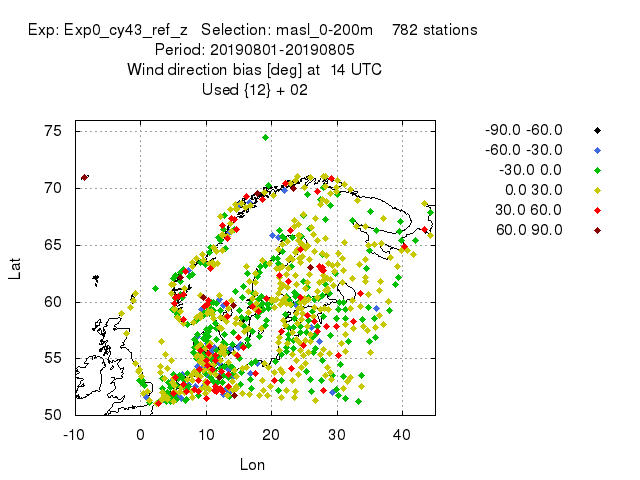 Exp: Exp0_cy43_ref_z   Selection: masl_0-200m    782 stations
Period: 20190801-20190805
Wind direction bias [deg] at  14 UTC
Used {12} + 02
75
70
65
60
55
50
-10 0 10 20 30 40
Lat
Lon
-90.0 -60.0
-60.0 -30.0
-30.0 0.0
0.0 30.0
30.0 60.0
60.0 90.0